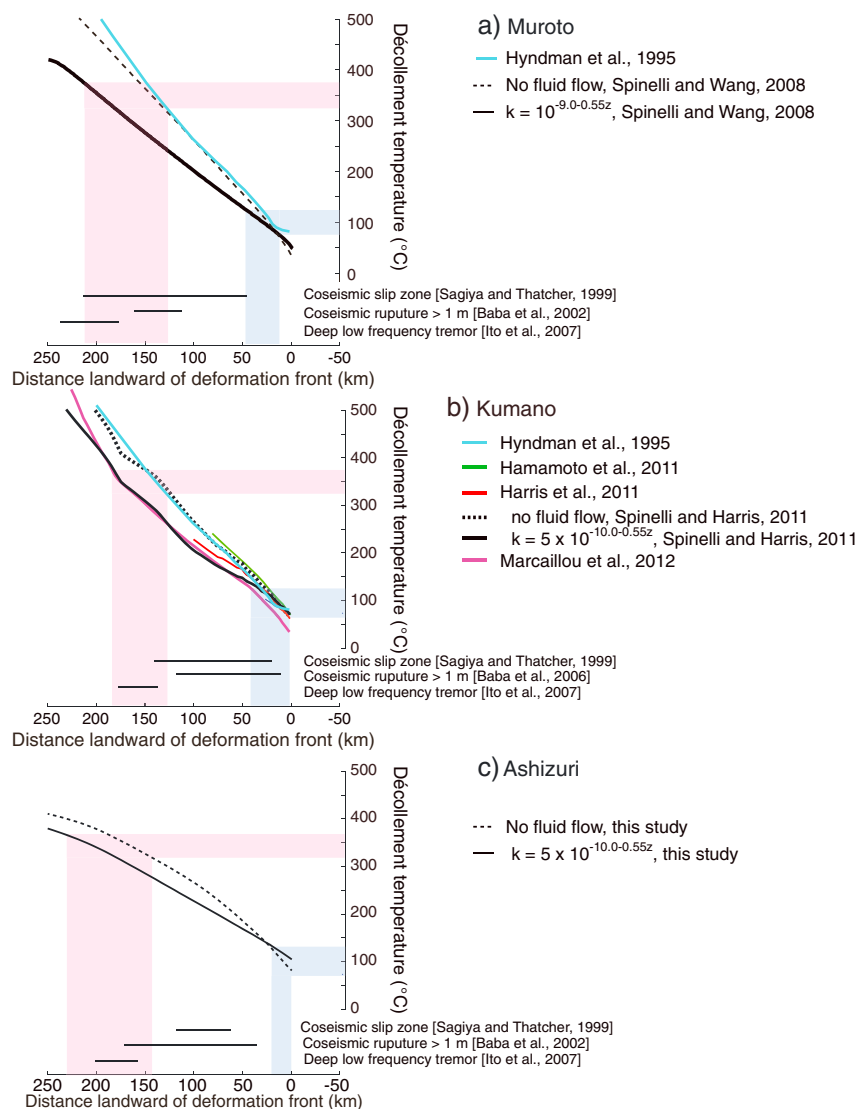 a) Muroto
Hyndman et al., 1995
No fluid flow, Spinelli and Wang, 2008
k = 10^-9.0-0.55z, Spinelli and Wang, 2008
500
400
300
200
100
0
Décollement temperature (°C)
Coseismic slip zone [Sagiya and Thatcher, 1999]
Coseismic ruputure > 1 m [Baba et al., 2002]
Deep low frequency tremor [Ito et al., 2007]
250 200 150 100 50 0 -50
Distance landward of deformation front (km)
b) Kumano
Hyndman et al., 1995
Hamamoto et al., 2011
Harris et al., 2011
no fluid flow, Spinelli and Harris, 2011
k = 5 x 10^-10.0-0.55z, Spinelli and Harris, 2011
Marcaillou et al., 2012
500
400
300
200
100
0
Décollement temperature (°C)
Coseismic slip zone [Sagiya and Thatcher, 1999]
Coseismic ruputure > 1 m [Baba et al., 2006]
Deep low frequency tremor [Ito et al., 2007]
250 200 150 100 50 0 -50
Distance landward of deformation front (km)
c) Ashizuri
No fluid flow, this study
k = 5 x 10^-10.0-0.55z, this study
500
400
300
200
100
0
Décollement temperature (°C)
Coseismic slip zone [Sagiya and Thatcher, 1999]
Coseismic ruputure > 1 m [Baba et al., 2002]
Deep low frequency tremor [Ito et al., 2007]
250 200 150 100 50 0 -50
Distance landward of deformation front (km)